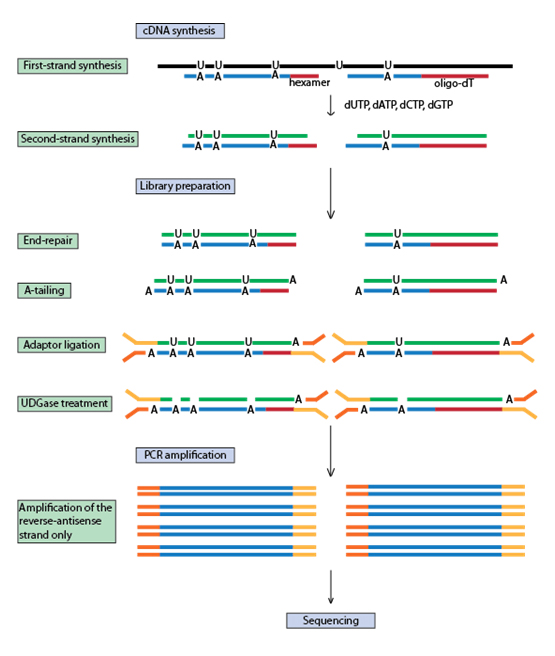 cDNA synthesis
First-strand synthesis
U U U U U
A A A A
hexamer
oligo-dT
dUTP, dATP, dCTP, dGTP
Second-strand synthesis
U U U U
A A A A
Library preparation
End-repair
U U U U
A A A A
A-tailing
U U U A U A
A A A A A A
Adaptor ligation
U U U A U A
A A A A A A
UDGase treatment
A A
A A A A A A
PCR amplification
Amplification of the
reverse-antisense
strand only
Sequencing